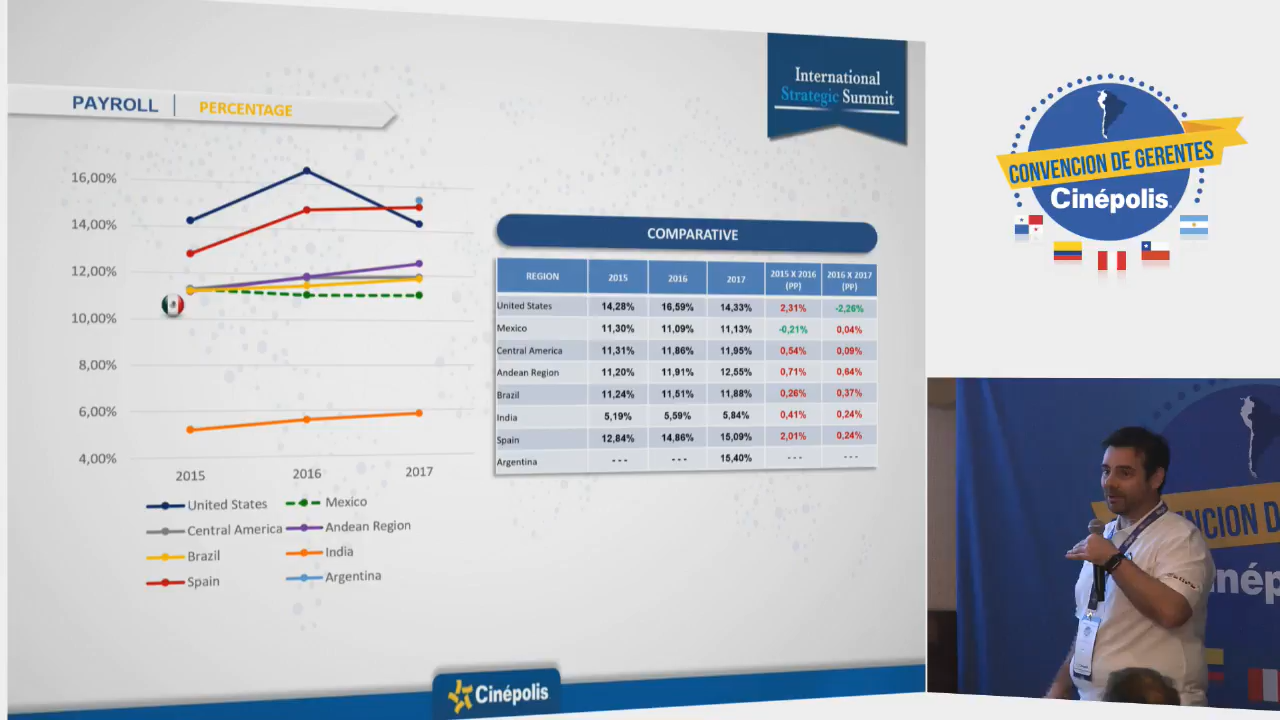 International
Strategic Summit
PAYROLL | PERCENTAGE
16,00%
14,00%
12,00%
10,00%
8,00%
6,00%
4,00%
2015 2016 2017
United States Mexico
Central America Andean Region
Brazil India
Spain Argentina
COMPARATIVE
REGION 2015 2016 2017 2015 X 2016 (PP) 2016 X 2017 (PP)
United States 14,28% 16,59% 14,33% 2,31% -2,26%
Mexico 11,30% 11,09% 11,13% -0,21% 0,04%
Central America 11,31% 11,86% 11,95% 0,54% 0,09%
Andean Region 11,20% 11,91% 12,55% 0,71% 0,64%
Brazil 11,24% 11,51% 11,88% 0,26% 0,37%
India 5,19% 5,59% 5,84% 0,41% 0,24%
Spain 12,84% 14,86% 15,09% 2,01% 0,24%
Argentina --- --- 15,40% --- ---
Cinépolis
CONVENCION DE GERENTES
Cinépolis
NCION D
inép